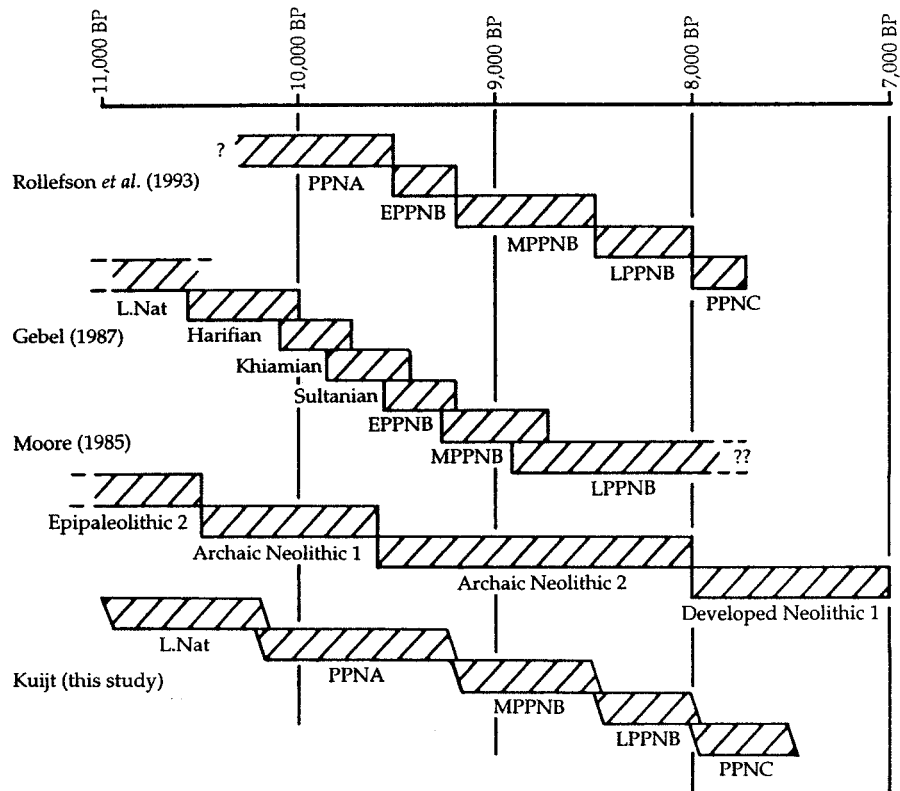 11,000 BP
10,000 BP
9,000 BP
8,000 BP
7,000 BP
?
Rollefson et al. (1993)
PPNA
EPPNB
MPPNB
LPPNB
PPNC
L.Nat
Gebel (1987)
Harifian
Khiamian
Sultanian
EPPNB
MPPNB
LPPNB
??
Moore (1985)
Epipaleolithic 2
Archaic Neolithic 1
Archaic Neolithic 2
Developed Neolithic 1
L.Nat
Kuijt (this study)
PPNA
MPPNB
LPPNB
PPNC